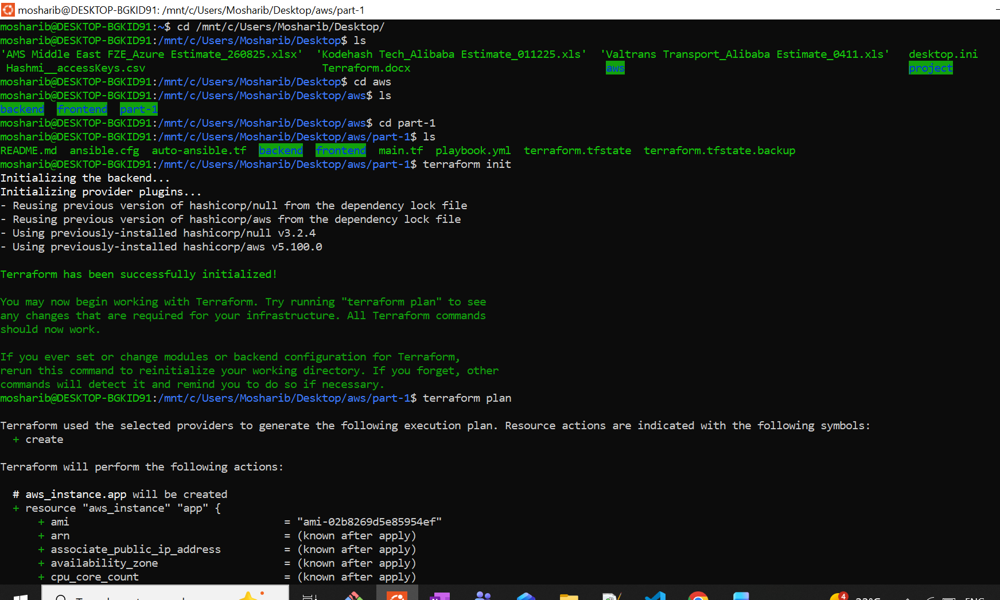 mosharib@DESKTOP-BGKID91: /mnt/c/Users/Mosharib/Desktop/aws/part-1
mosharib@DESKTOP-BGKID91:~$ cd /mnt/c/Users/Mosharib/Desktop/
mosharib@DESKTOP-BGKID91:/mnt/c/Users/Mosharib/Desktop$ ls
'AMS Middle East FZE_Azure Estimate_260825.xlsx'  'Kodehash Tech_Alibaba Estimate_011225.xls'  'Valtrans Transport_Alibaba Estimate_0411.xls'  desktop.ini
Hashmi__accessKeys.csv  Terraform.docx  aws  project
mosharib@DESKTOP-BGKID91:/mnt/c/Users/Mosharib/Desktop$ cd aws
mosharib@DESKTOP-BGKID91:/mnt/c/Users/Mosharib/Desktop/aws$ ls
backend  frontend  part-1
mosharib@DESKTOP-BGKID91:/mnt/c/Users/Mosharib/Desktop/aws$ cd part-1
mosharib@DESKTOP-BGKID91:/mnt/c/Users/Mosharib/Desktop/aws/part-1$ ls
README.md  ansible.cfg  auto-ansible.tf  backend  frontend  main.tf  playbook.yml  terraform.tfstate  terraform.tfstate.backup
mosharib@DESKTOP-BGKID91:/mnt/c/Users/Mosharib/Desktop/aws/part-1$ terraform init
Initializing the backend...
Initializing provider plugins...
- Reusing previous version of hashicorp/null from the dependency lock file
- Reusing previous version of hashicorp/aws from the dependency lock file
- Using previously-installed hashicorp/null v3.2.4
- Using previously-installed hashicorp/aws v5.100.0
Terraform has been successfully initialized!
You may now begin working with Terraform. Try running "terraform plan" to see
any changes that are required for your infrastructure. All Terraform commands
should now work.
If you ever set or change modules or backend configuration for Terraform,
rerun this command to reinitialize your working directory. If you forget, other
commands will detect it and remind you to do so if necessary.
mosharib@DESKTOP-BGKID91:/mnt/c/Users/Mosharib/Desktop/aws/part-1$ terraform plan
Terraform used the selected providers to generate the following execution plan. Resource actions are indicated with the following symbols:
+ create
Terraform will perform the following actions:
# aws_instance.app will be created
+ resource "aws_instance" "app" {
+ ami = "ami-02b8269d5e85954ef"
+ arn = (known after apply)
+ associate_public_ip_address = (known after apply)
+ availability_zone = (known after apply)
+ cpu_core_count = (known after apply)
4